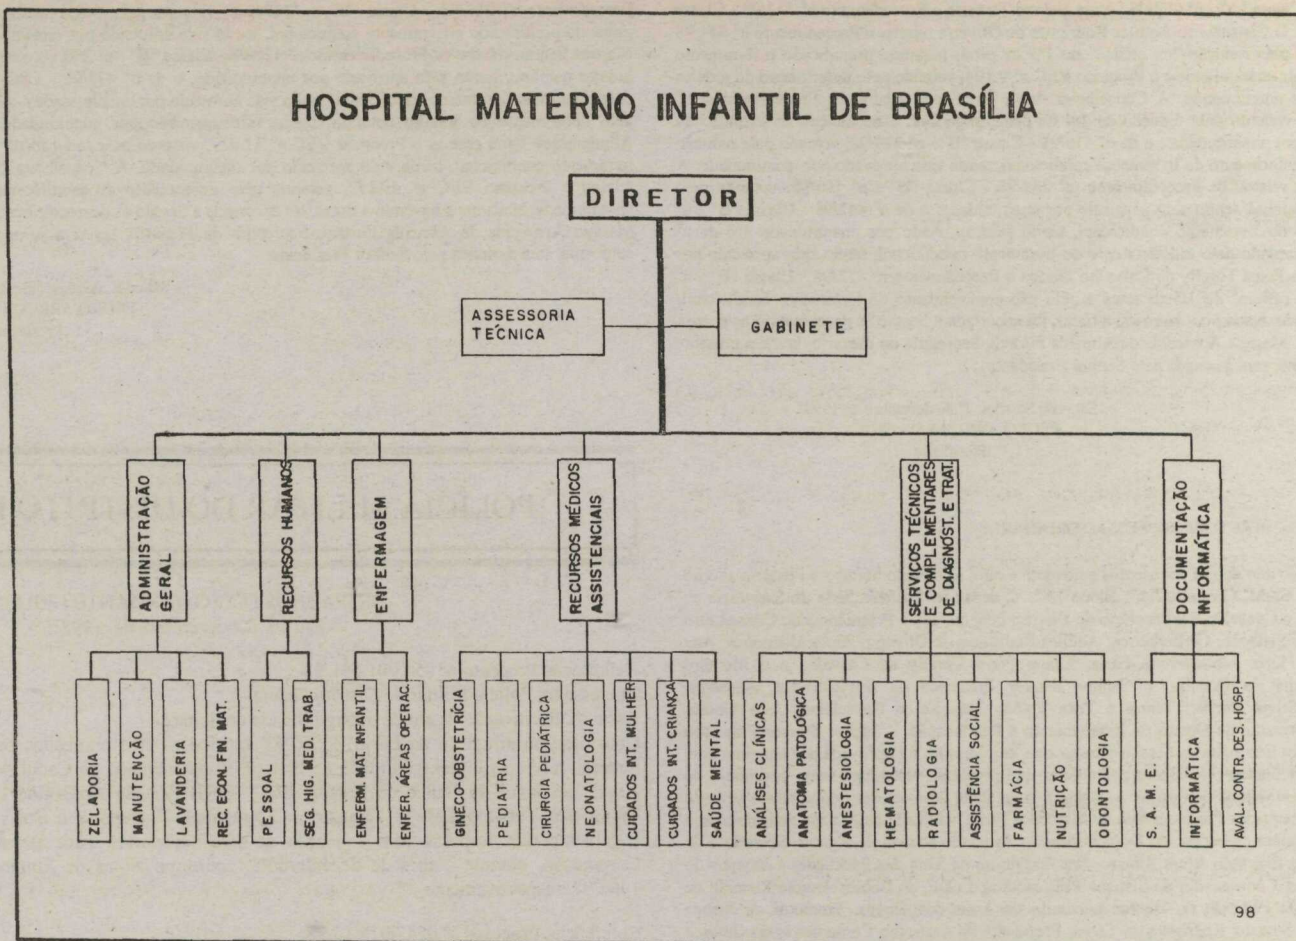 HOSPITAL MATERNO INFANTIL DE BRASÍLIA
DIRETOR
ASSESSORIA
TÉCNICA
GABINETE
ADMINISTRAÇÃO
GERAL
RECURSOS HUMANOS
ENFERMAGEM
RECURSOS MÉDICOS
ASSISTENCIAIS
SERVIÇOS TÉCNICOS
E COMPLEMENTARES
DE DIAGNÓST. E TRAT.
DOCUMENTAÇÃO
INFORMÁTICA
ZELADORIA
MANUTENÇÃO
LAVANDERIA
REC. ECON. FIN. MAT.
PESSOAL
SEG. HIG. MED. TRAB.
ENFERM. MAT. INFANTIL
ENFER. ÁREAS OPERAC.
GINECO-OBSTETRÍCIA
PEDIATRIA
CIRURGIA PEDIÁTRICA
NEONATOLOGIA
CUIDADOS INT. MULHER
CUIDADOS INT. CRIANÇA
SAÚDE MENTAL
ANÁLISES CLÍNICAS
ANATOMA PATOLÓGICA
ANESTESIOLOGIA
HEMATOLOGIA
RADIOLOGIA
ASSISTÊNCIA SOCIAL
FARMÁCIA
NUTRIÇÃO
ODONTOLOGIA
S. A. M. E.
INFORMÁTICA
AVAL. CONTR. DES. HOSP.
98